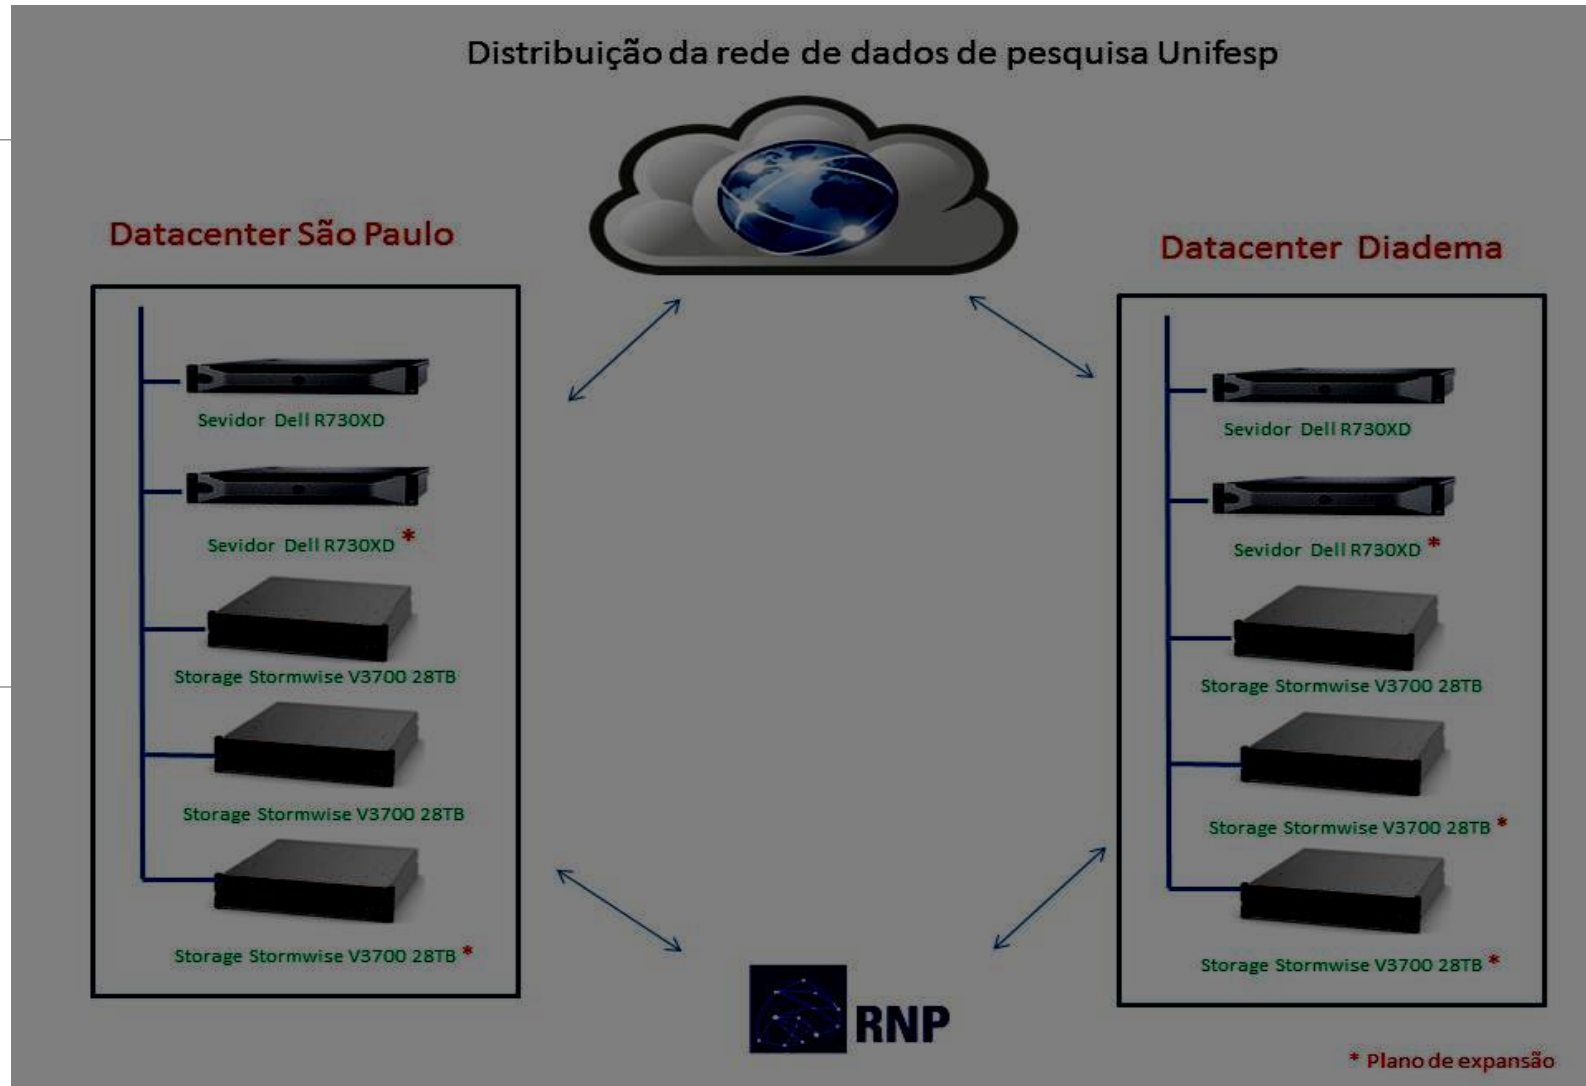 Distribuição da rede de dados de pesquisa Unifesp
Datacenter São Paulo
Sevidor Dell R730XD
Sevidor Dell R730XD *
Storage Stormwise V3700 28TB
Storage Stormwise V3700 28TB
Storage Stormwise V3700 28TB *
Datacenter Diadema
Sevidor Dell R730XD
Sevidor Dell R730XD *
Storage Stormwise V3700 28TB
Storage Stormwise V3700 28TB *
Storage Stormwise V3700 28TB *
RNP
* Plano de expansão